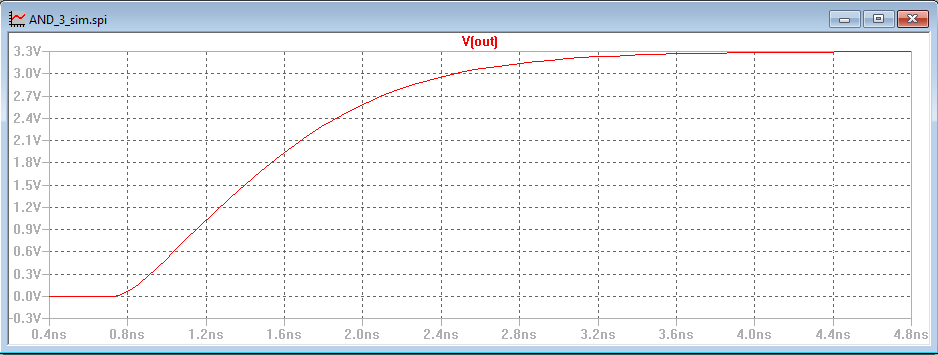 AND_3_sim.spi
V(out)
3.3V
3.0V
2.7V
2.4V
2.1V
1.8V
1.5V
1.2V
0.9V
0.6V
0.3V
0.0V
-0.3V
0.4ns 0.8ns 1.2ns 1.6ns 2.0ns 2.4ns 2.8ns 3.2ns 3.6ns 4.0ns 4.4ns 4.8ns